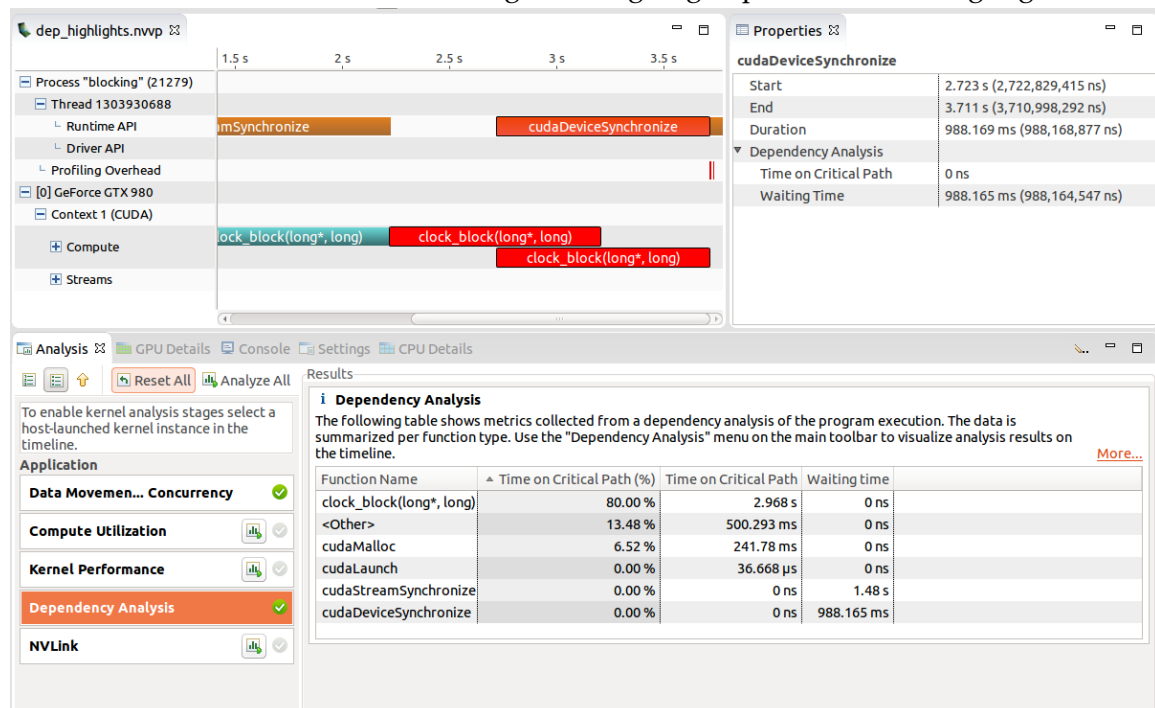 dep_highlights.nvvp
1.5 s 2 s 2.5 s 3 s 3.5 s
Process "blocking" (21279)
Thread 1303930688
Runtime API
mSynchronize
cudaDeviceSynchronize
Driver API
Profiling Overhead
[0] GeForce GTX 980
Context 1 (CUDA)
Compute
lock_block(long*, long)
clock_block(long*, long)
clock_block(long*, long)
Streams
Properties
cudaDeviceSynchronize
Start 2.723 s (2,722,829,415 ns)
End 3.711 s (3,710,998,292 ns)
Duration 988.169 ms (988,168,877 ns)
Dependency Analysis
Time on Critical Path 0 ns
Waiting Time 988.165 ms (988,164,547 ns)
Analysis GPU Details Console Settings CPU Details
Reset All Analyze All
To enable kernel analysis stages select a
host-launched kernel instance in the
timeline.
Application
Data Movemen... Concurrency
Compute Utilization
Kernel Performance
Dependency Analysis
NVLink
Results
i Dependency Analysis
The following table shows metrics collected from a dependency analysis of the program execution. The data is
summarized per function type. Use the "Dependency Analysis" menu on the main toolbar to visualize analysis results on
the timeline.
More...
Function Name Time on Critical Path (%) Time on Critical Path Waiting time
clock_block(long*, long) 80.00 % 2.968 s 0 ns
<Other> 13.48 % 500.293 ms 0 ns
cudaMalloc 6.52 % 241.78 ms 0 ns
cudaLaunch 0.00 % 36.668 µs 0 ns
cudaStreamSynchronize 0.00 % 0 ns 1.48 s
cudaDeviceSynchronize 0.00 % 0 ns 988.165 ms